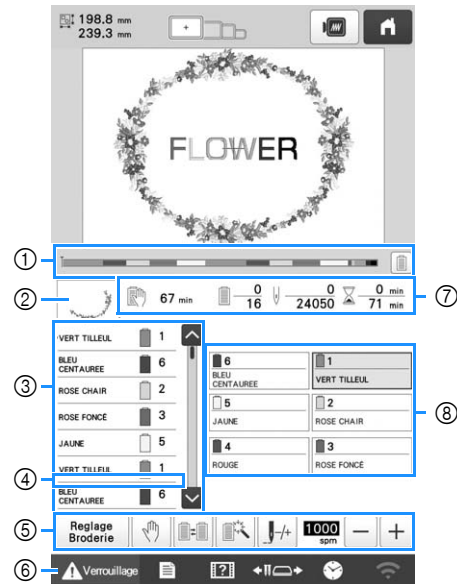 198.8 mm
239.3 mm
FLOWER
①
②
67 min
0
16
0
24050
0 min
71 min
⑦
③
VERT TILLEUL 1
BLEU
CENTAUREE 6
ROSE CHAIR 2
ROSE FONCÉ 3
JAUNE 5
VERT TILLEUL 1
BLEU
CENTAUREE 6
④
6
BLEU
CENTAUREE
1
VERT TILLEUL
5
JAUNE
2
ROSE CHAIR
4
ROUGE
3
ROSE FONCÉ
⑧
⑤
Reglage
Broderie
-/+
1000
spm
− +
⑥
Verrouillage
?